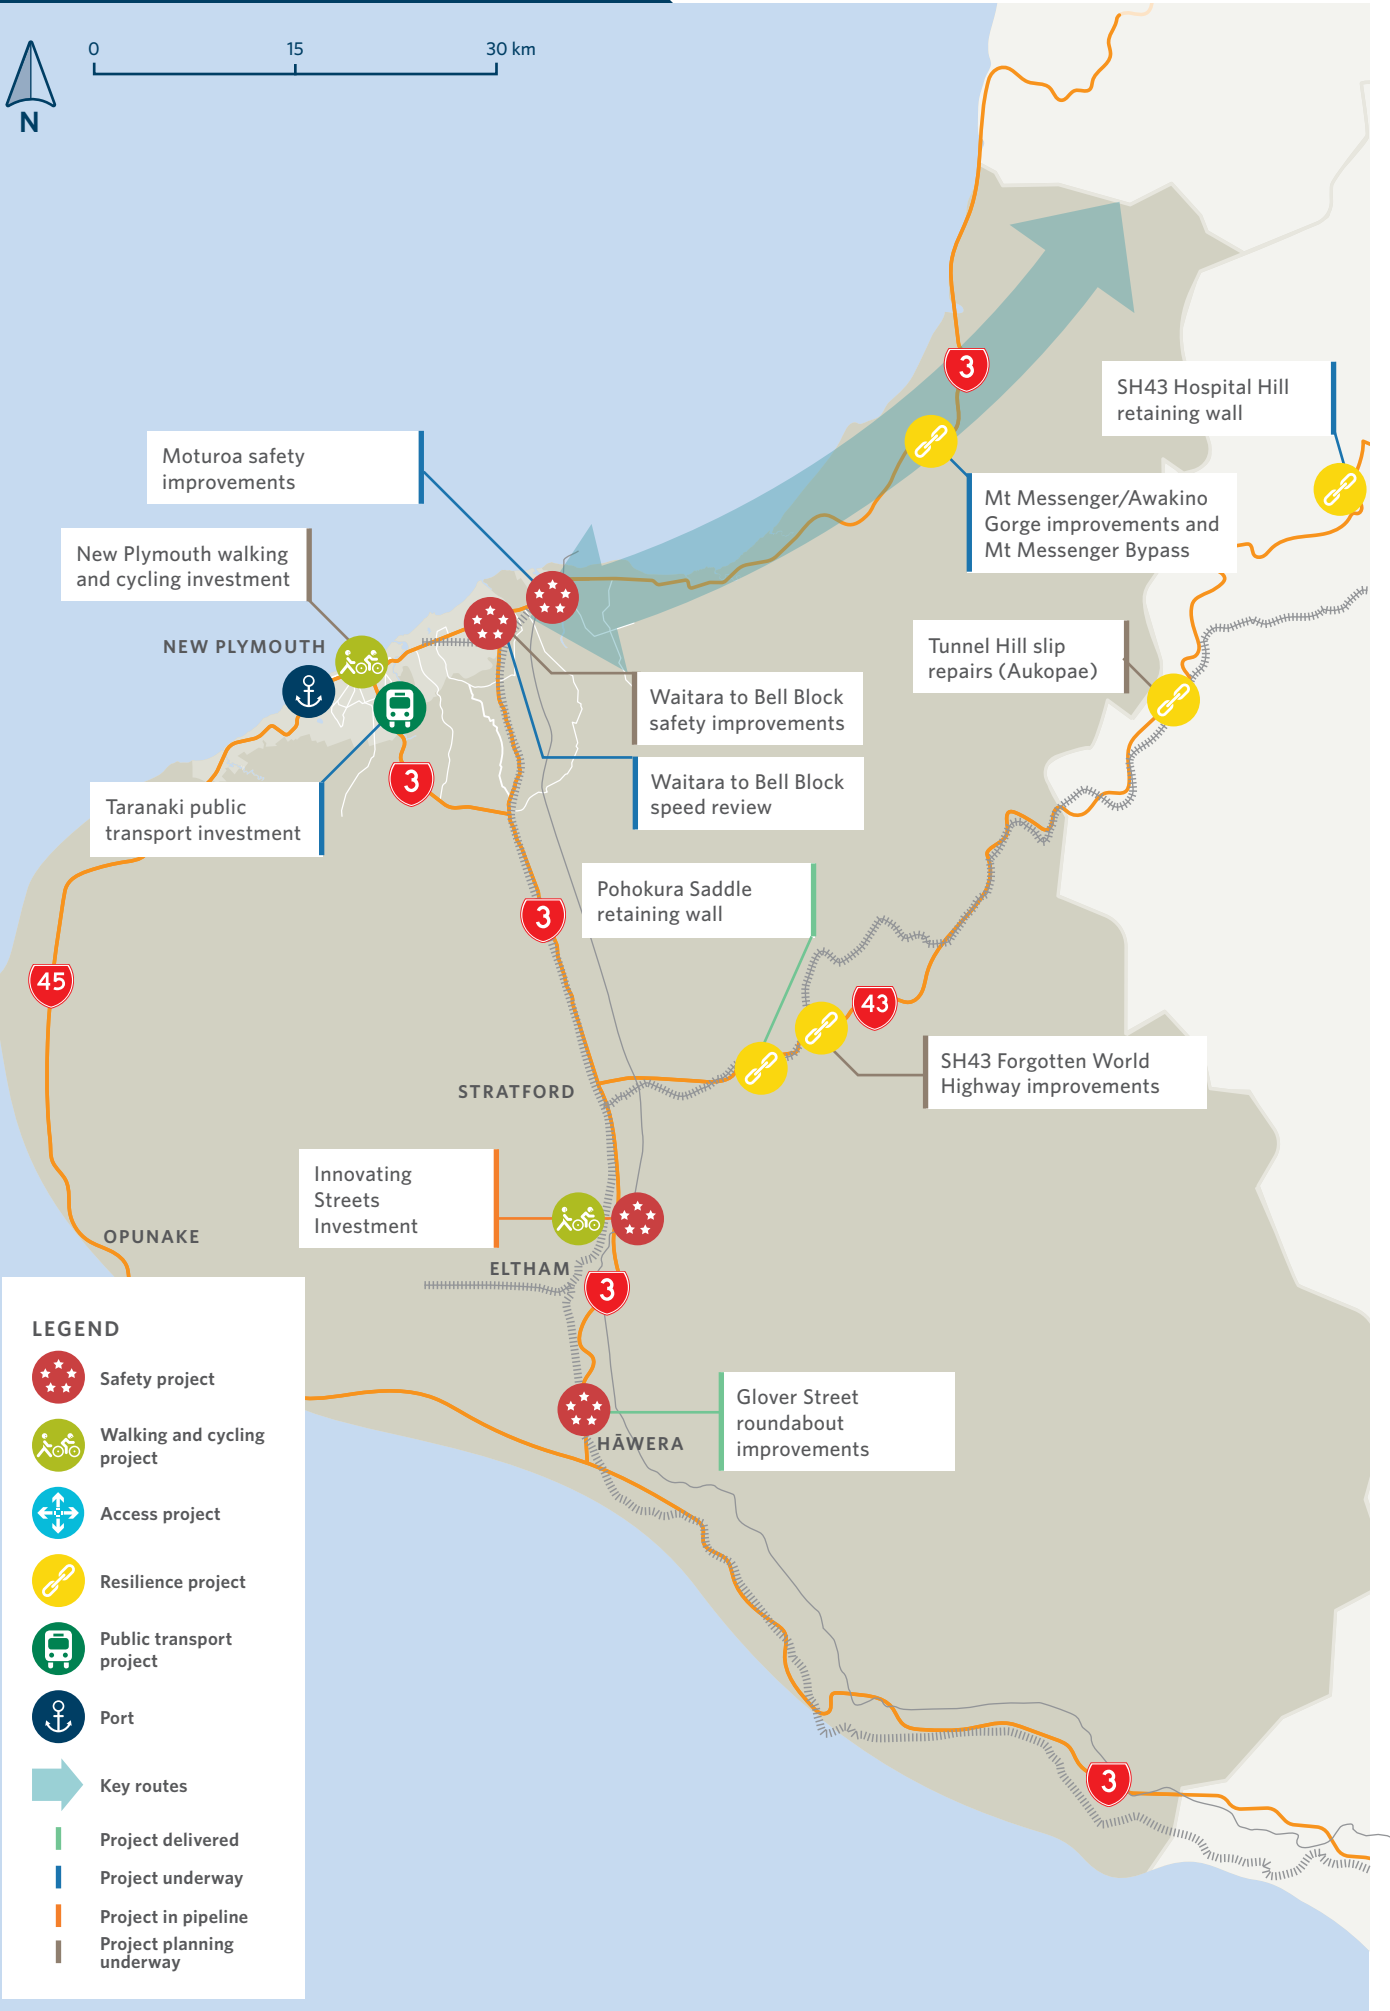 0 15 30 km
N
3
SH43 Hospital Hill
retaining wall
Moturoa safety
improvements
Mt Messenger/Awakino
Gorge improvements and
Mt Messenger Bypass
New Plymouth walking
and cycling investment
NEW PLYMOUTH
Tunnel Hill slip
repairs (Aukopae)
Waitara to Bell Block
safety improvements
3
Waitara to Bell Block
speed review
Taranaki public
transport investment
Pohokura Saddle
retaining wall
3
45
43
SH43 Forgotten World
Highway improvements
STRATFORD
Innovating
Streets
Investment
OPUNAKE
ELTHAM
3
Glover Street
roundabout
improvements
HĀWERA
3
LEGEND
Safety project
Walking and cycling
project
Access project
Resilience project
Public transport
project
Port
Key routes
Project delivered
Project underway
Project in pipeline
Project planning
underway